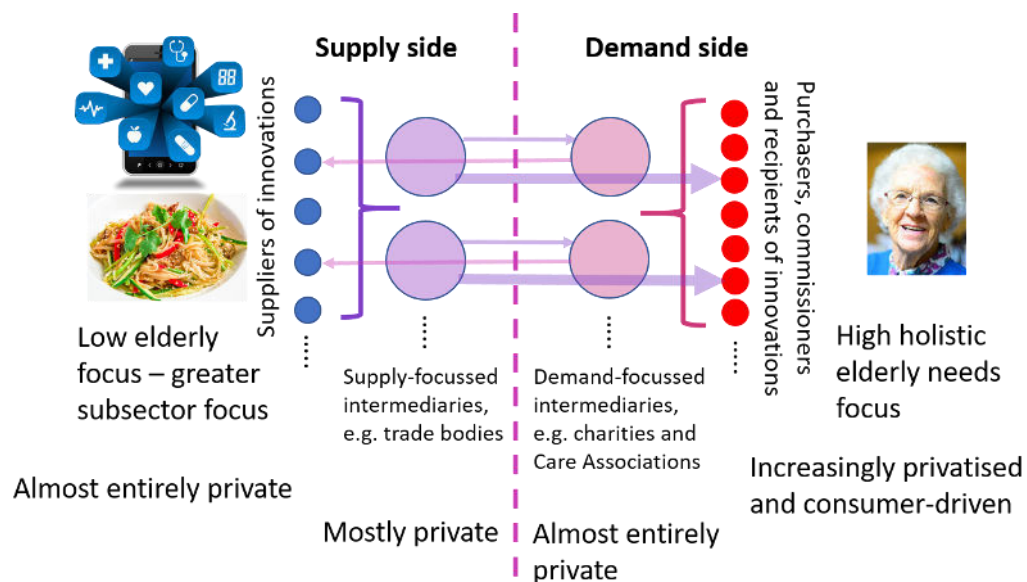 Supply side
Demand side
Suppliers of innovations
Purchasers, commissioners
and recipients of innovations
Low elderly
focus – greater
subsector focus
Supply-focussed
intermediaries,
e.g. trade bodies
Demand-focussed
intermediaries,
e.g. charities and
Care Associations
High holistic
elderly needs
focus
Almost entirely private
Mostly private
Almost entirely
private
Increasingly privatised
and consumer-driven